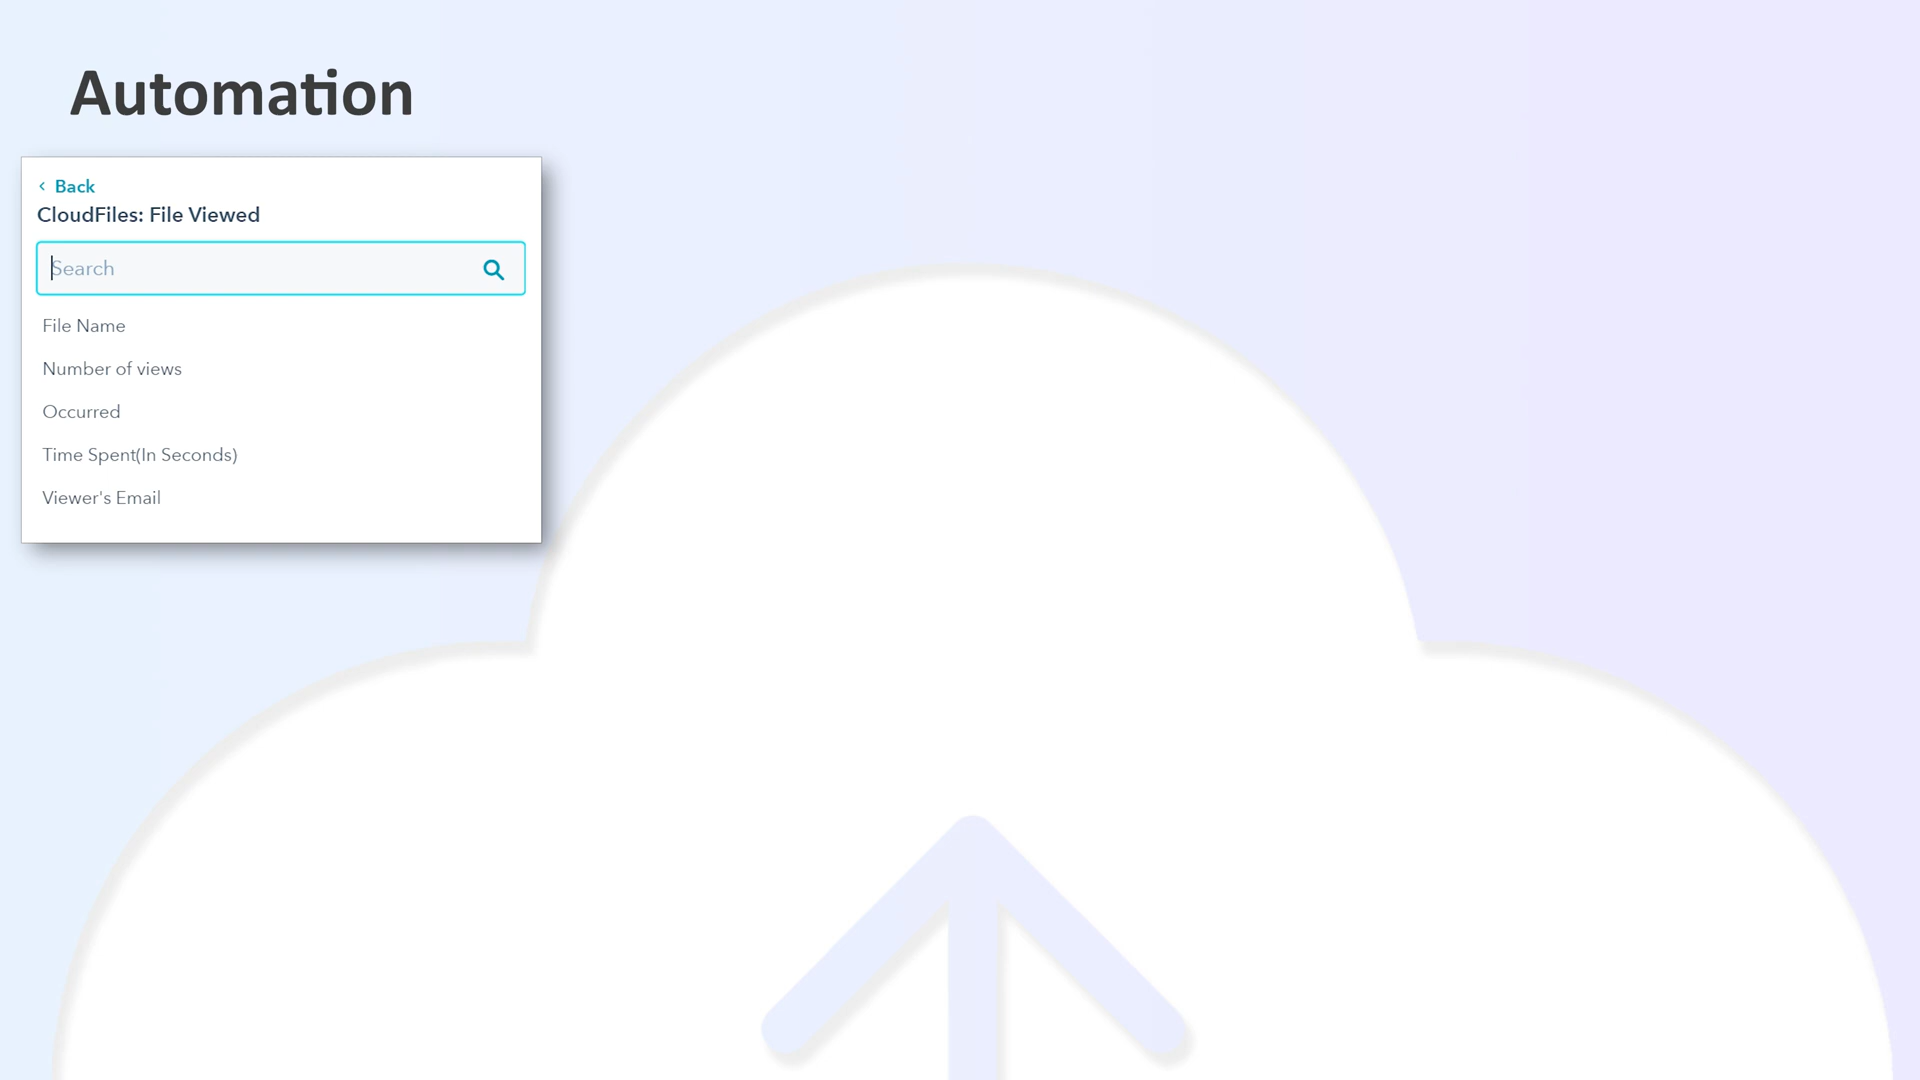 Automation
Back
CloudFiles: File Viewed
Search
File Name
Number of views
Occurred
Time Spent(In Seconds)
Viewer's Email